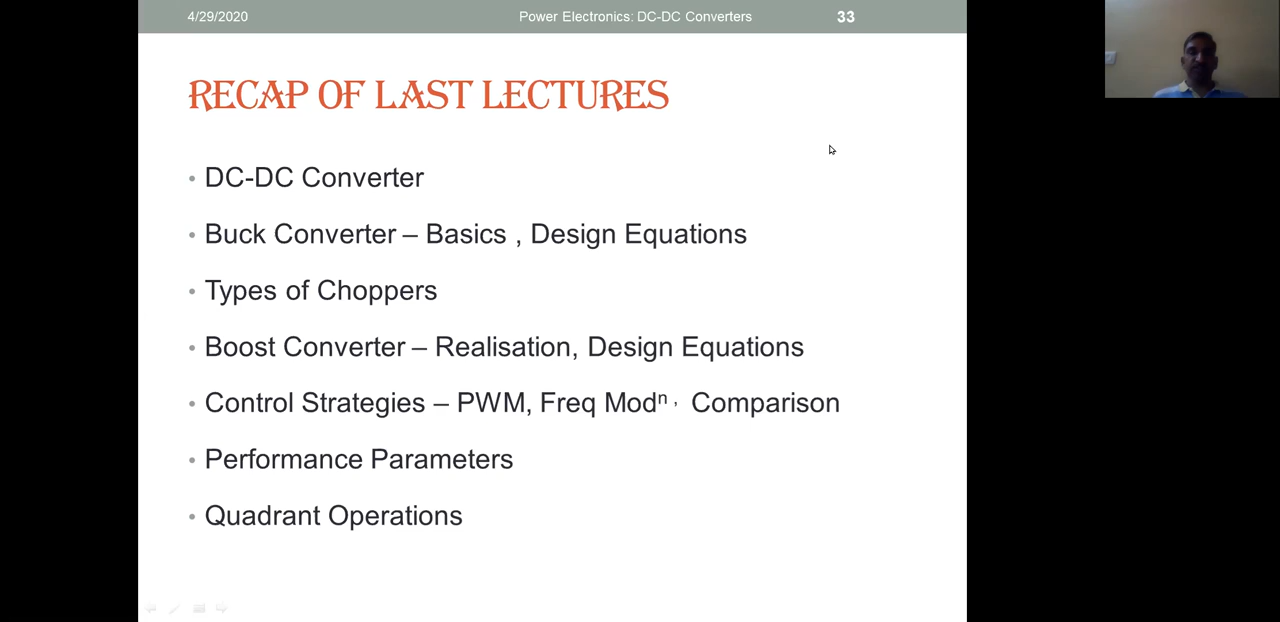 4/29/2020 Power Electronics: DC-DC Converters 33
RECAP OF LAST LECTURES
• DC-DC Converter
• Buck Converter – Basics , Design Equations
• Types of Choppers
• Boost Converter – Realisation, Design Equations
• Control Strategies – PWM, Freq Modⁿ , Comparison
• Performance Parameters
• Quadrant Operations